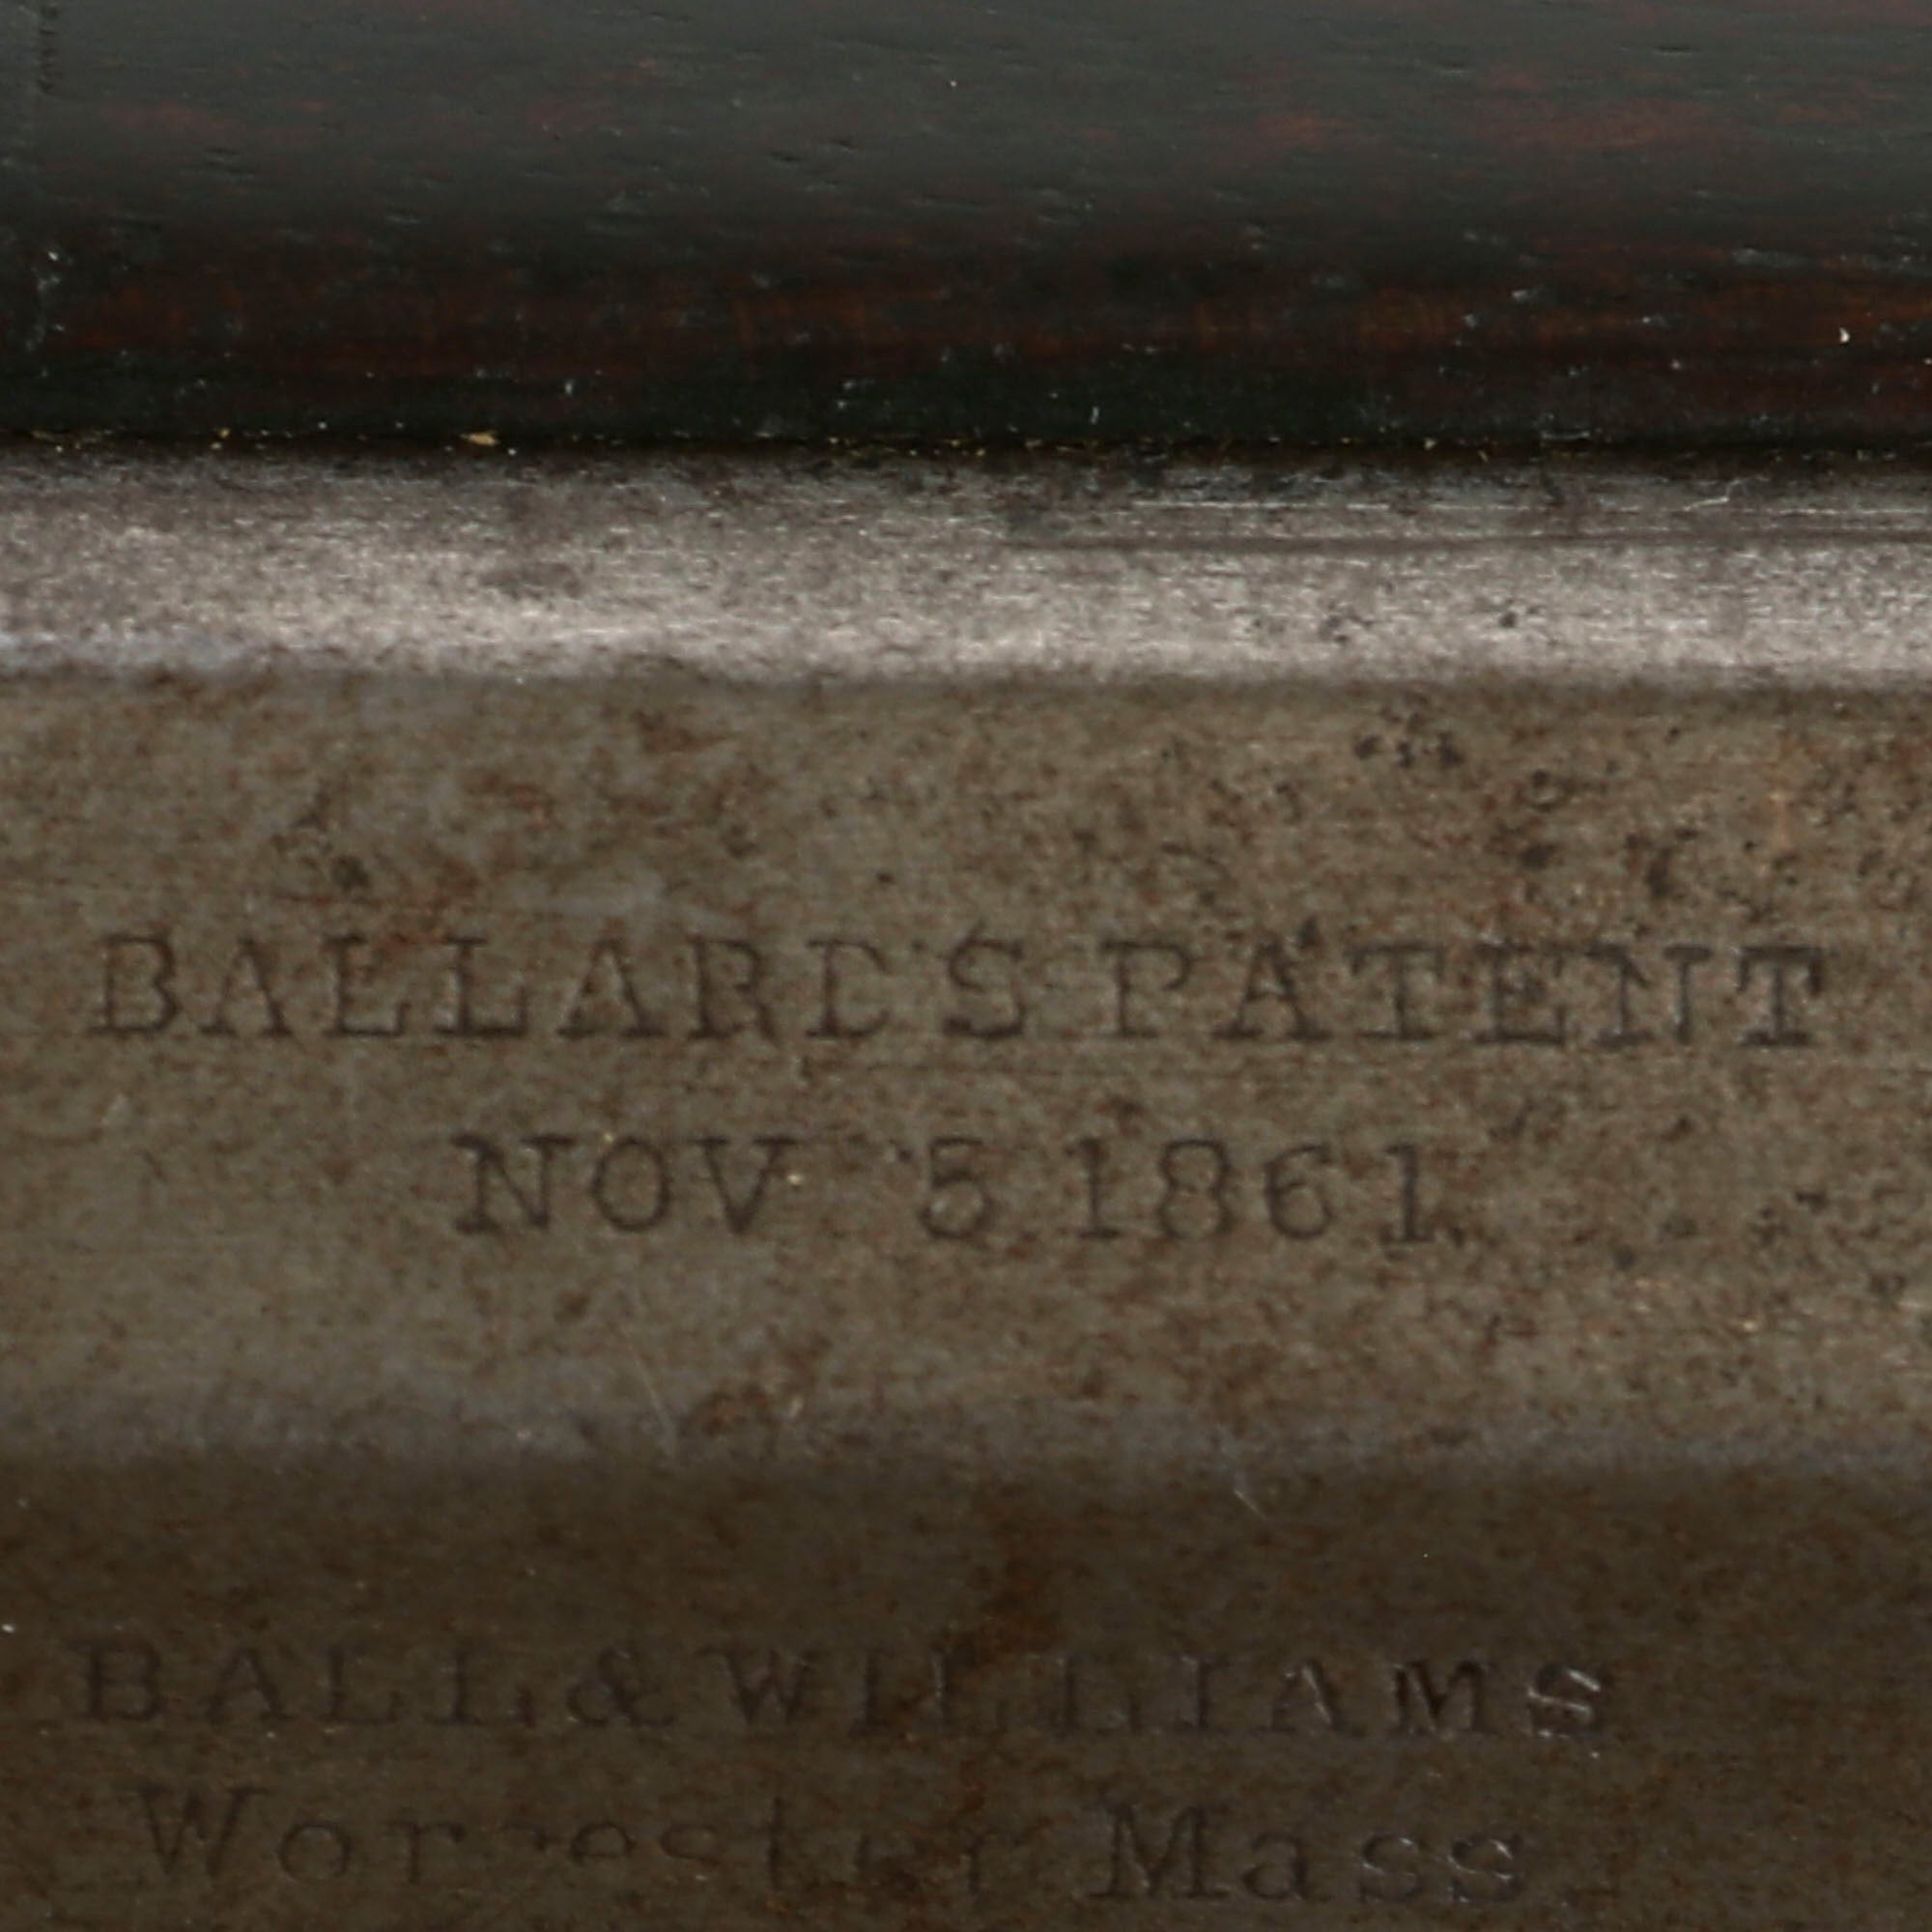 BALLARD'S PATENT
NOV 5 1861
BALL & WILLIAMS
Worcester Mass.